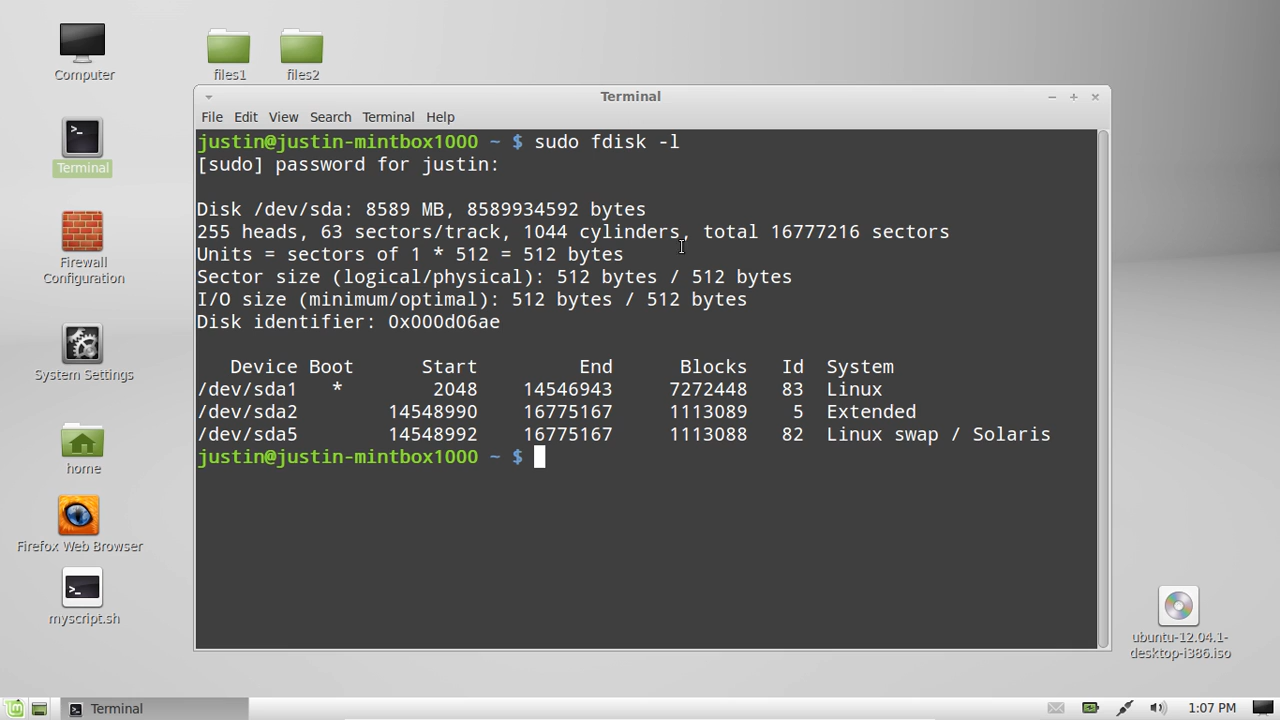 Computer
files1
files2
Terminal
Firewall
Configuration
System Settings
home
Firefox Web Browser
myscript.sh
Terminal
File Edit View Search Terminal Help
justin@justin-mintbox1000 ~ $ sudo fdisk -l
[sudo] password for justin:
Disk /dev/sda: 8589 MB, 8589934592 bytes
255 heads, 63 sectors/track, 1044 cylinders, total 16777216 sectors
Units = sectors of 1 * 512 = 512 bytes
Sector size (logical/physical): 512 bytes / 512 bytes
I/O size (minimum/optimal): 512 bytes / 512 bytes
Disk identifier: 0x000d06ae
Device Boot Start End Blocks Id System
/dev/sda1 * 2048 14546943 7272448 83 Linux
/dev/sda2 14548990 16775167 1113089 5 Extended
/dev/sda5 14548992 16775167 1113088 82 Linux swap / Solaris
justin@justin-mintbox1000 ~ $
ubuntu-12.04.1-
desktop-i386.iso
Terminal
1:07 PM